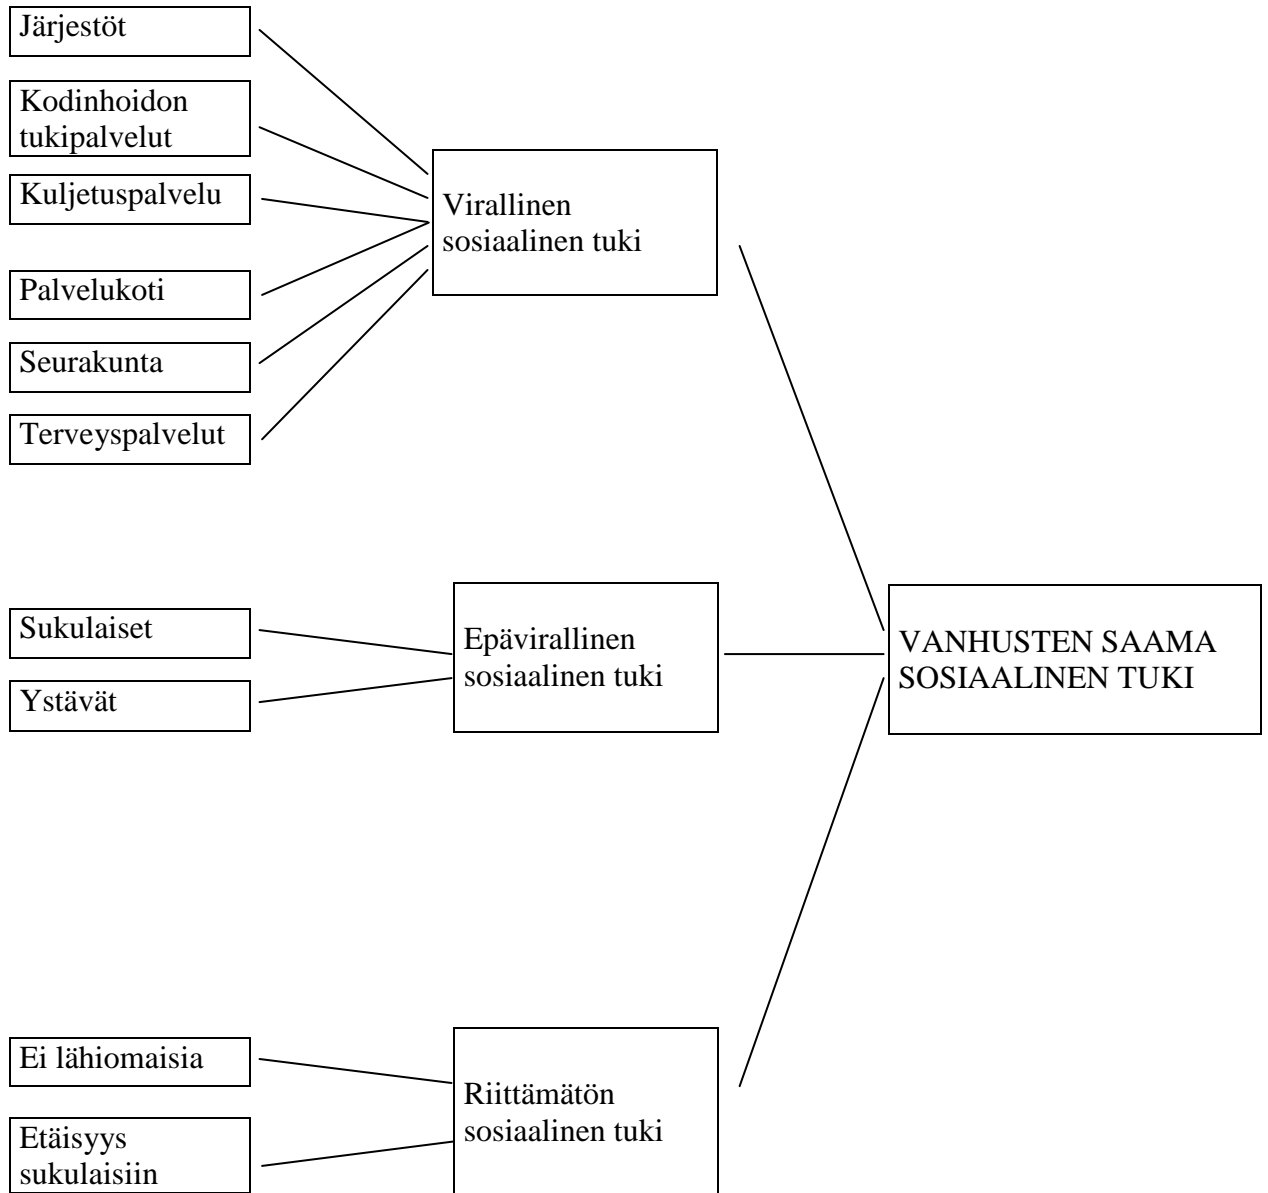 Järjestöt
Kodinhoidon
tukipalvelut
Kuljetuspalvelu
Palvelukoti
Seurakunta
Terveyspalvelut
Virallinen
sosiaalinen tuki
Sukulaiset
Ystävät
Epävirallinen
sosiaalinen tuki
VANHUSTEN SAAMA
SOSIAALINEN TUKI
Ei lähiomaisia
Etäisyys
sukulaisiin
Riittämätön
sosiaalinen tuki